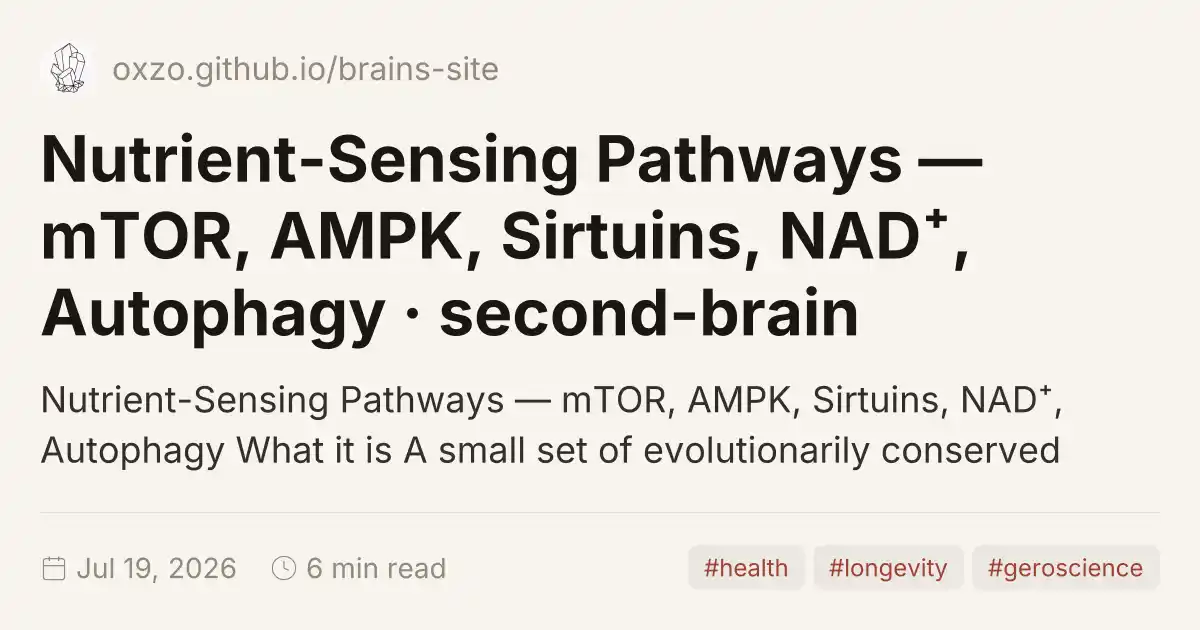 oxzo.github.io/brains-site
Nutrient-Sensing Pathways —
mTOR, AMPK, Sirtuins, NAD⁺,
Autophagy · second-brain
Nutrient-Sensing Pathways — mTOR, AMPK, Sirtuins, NAD⁺,
Autophagy What it is A small set of evolutionarily conserved
Jul 19, 2026 6 min read #health #longevity #geroscience